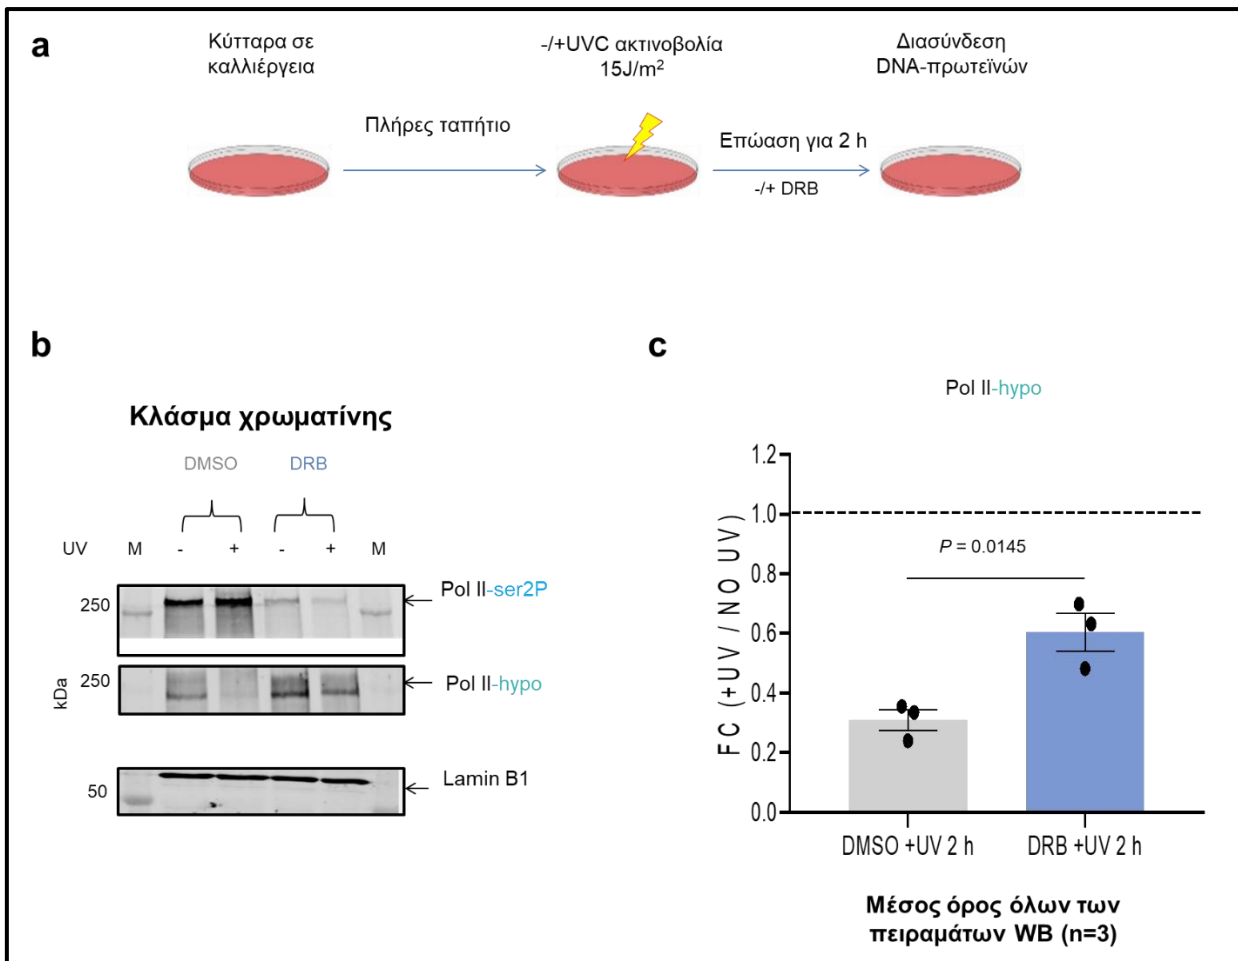 a
Κύτταρα σε
καλλιέργεια
Πλήρες ταπήτιο
-/+UVC ακτινοβολία
15J/m²
Επώαση για 2 h
-/+ DRB
Διασύνδεση
DNA-πρωτεϊνών
b
Κλάσμα χρωματίνης
DMSO DRB
UV M - + - + M
250 Pol II-ser2P
250 Pol II-hypo
kDa
50 Lamin B1
c
Pol II-hypo
FC (+UV / NO UV)
1.2
1.0
P = 0.0145
0.8
0.6
0.4
0.2
0.0
DMSO +UV 2 h DRB +UV 2 h
Μέσος όρος όλων των
πειραμάτων WB (n=3)